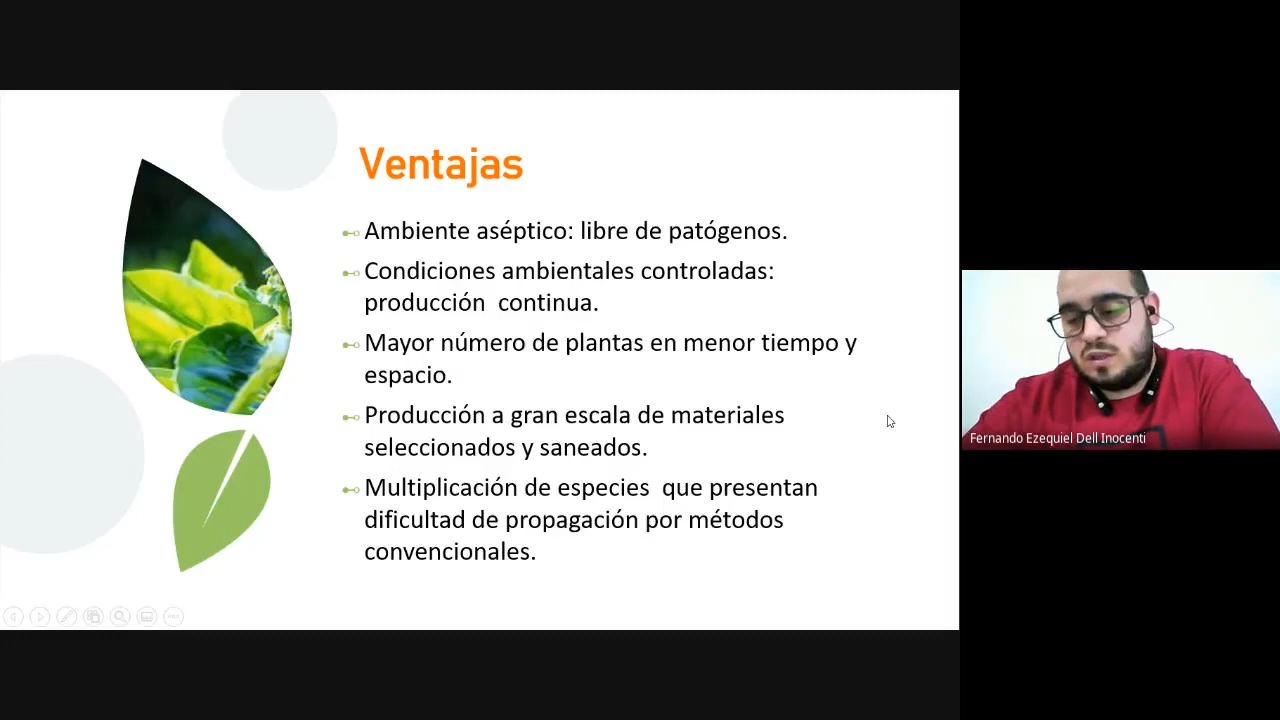 Ventajas
Ambiente aséptico: libre de patógenos.
Condiciones ambientales controladas:
producción  continua.
Mayor número de plantas en menor tiempo y
espacio.
Producción a gran escala de materiales
seleccionados y saneados.
Multiplicación de especies  que presentan
dificultad de propagación por métodos
convencionales.
Fernando Ezequiel Dell Inocenti